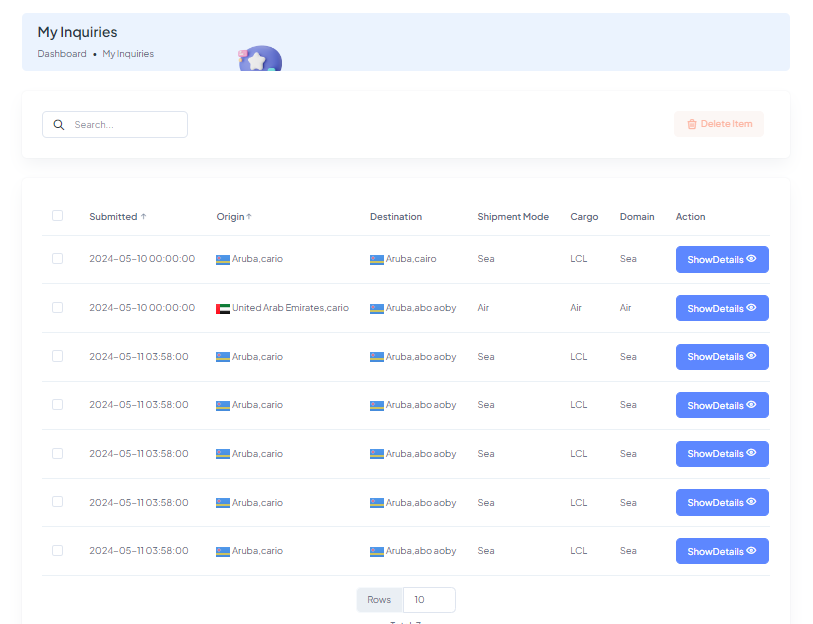 My Inquiries
Dashboard • My Inquiries
Search...
Delete Item
Submitted ↑ Origin ↑ Destination Shipment Mode Cargo Domain Action
2024-05-10 00:00:00 Aruba,cario Aruba,cairo Sea LCL Sea ShowDetails
2024-05-10 00:00:00 United Arab Emirates,cario Aruba,abo aoby Air Air Air ShowDetails
2024-05-11 03:58:00 Aruba,cario Aruba,abo aoby Sea LCL Sea ShowDetails
2024-05-11 03:58:00 Aruba,cario Aruba,abo aoby Sea LCL Sea ShowDetails
2024-05-11 03:58:00 Aruba,cario Aruba,abo aoby Sea LCL Sea ShowDetails
2024-05-11 03:58:00 Aruba,cario Aruba,abo aoby Sea LCL Sea ShowDetails
2024-05-11 03:58:00 Aruba,cario Aruba,abo aoby Sea LCL Sea ShowDetails
Rows 10